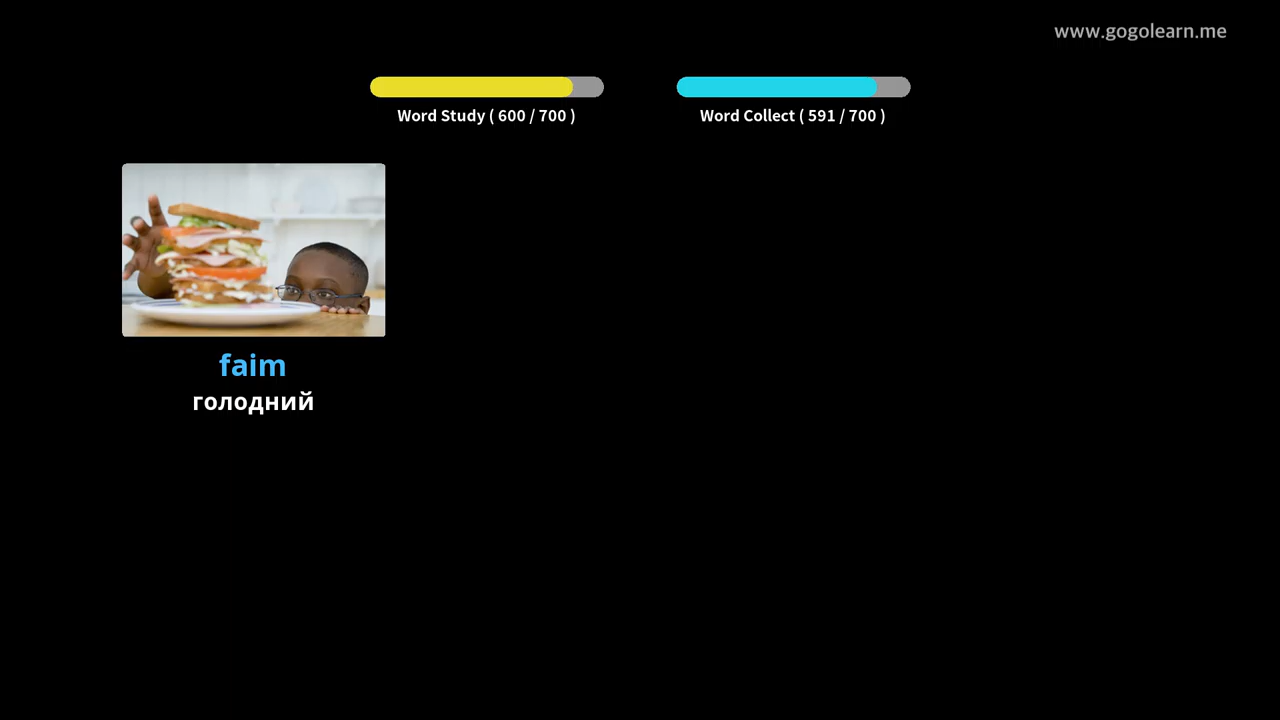 www.gogolearn.me
Word Study ( 600 / 700 )
Word Collect ( 591 / 700 )
faim
голодний